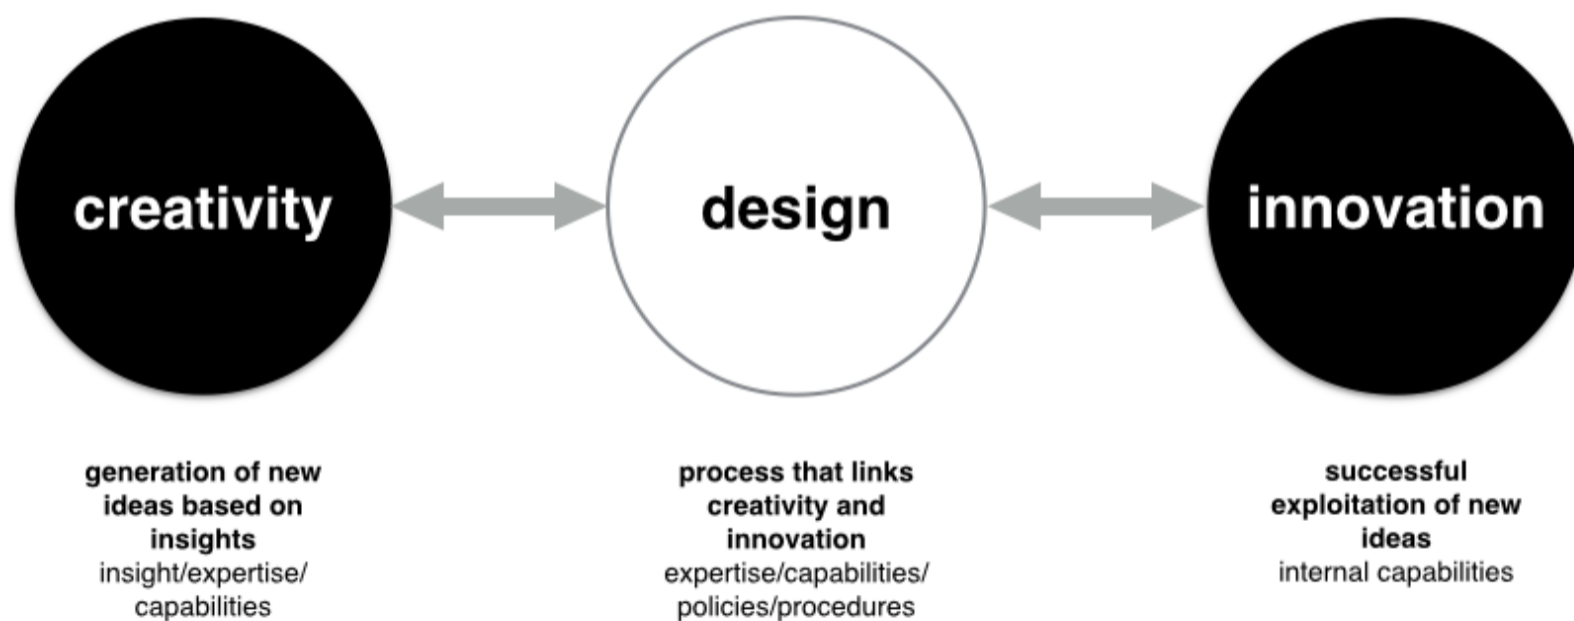 creativity
design
innovation
generation of new
ideas based on
insights
insight/expertise/
capabilities
process that links
creativity and
innovation
expertise/capabilities/
policies/procedures
successful
exploitation of new
ideas
internal capabilities